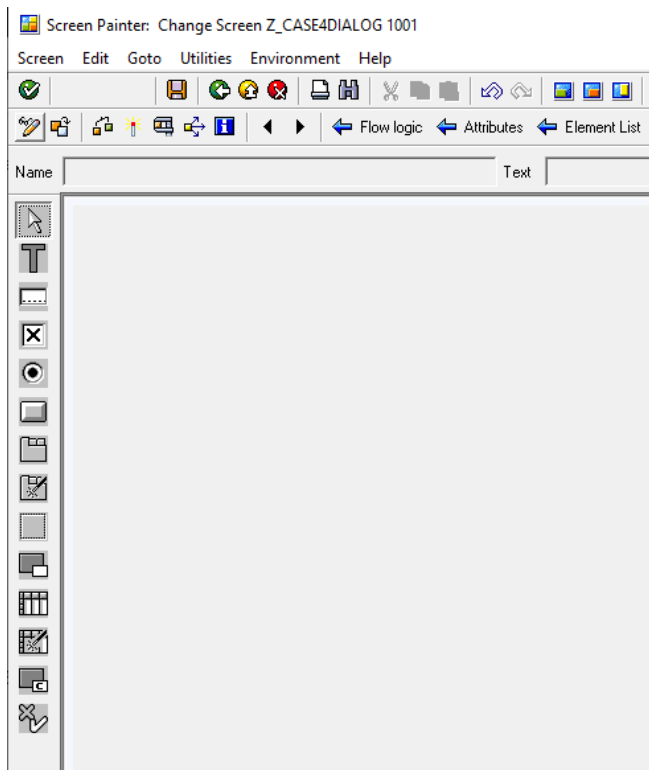 Screen Painter: Change Screen Z_CASE4DIALOG 1001
Screen Edit Goto Utilities Environment Help
Flow logic Attributes Element List
Name Text
T
C